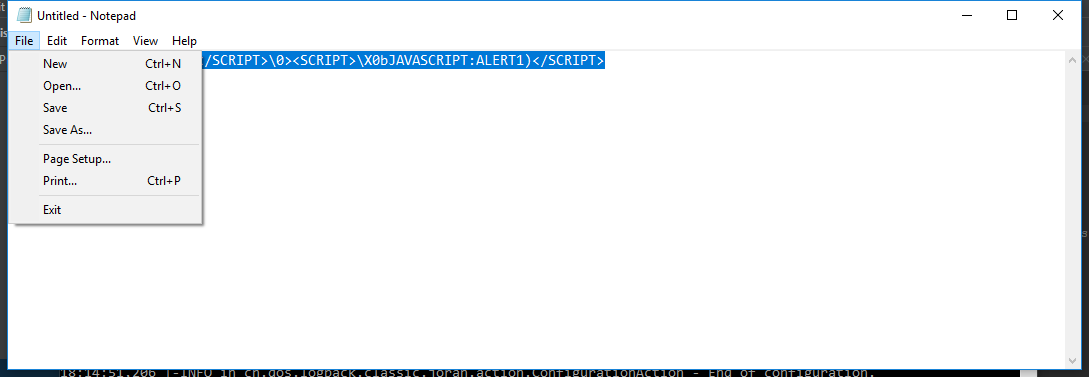 Untitled - Notepad
File Edit Format View Help
</SCRIPT>\0><SCRIPT>\X0bJAVASCRIPT:ALERT1)</SCRIPT>
New Ctrl+N
Open... Ctrl+O
Save Ctrl+S
Save As...
Page Setup...
Print... Ctrl+P
Exit
18:14:51,206 |-INFO in ch.qos.logback.classic.joran.action.ConfigurationAction - End of configuration.